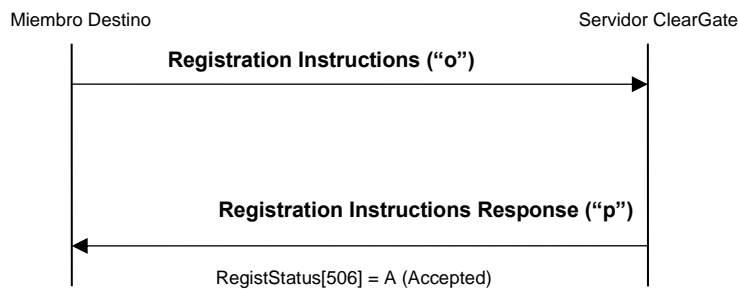 Miembro Destino
Servidor ClearGate
Registration Instructions (“o”)
Registration Instructions Response (“p”)
RegistStatus[506] = A (Accepted)